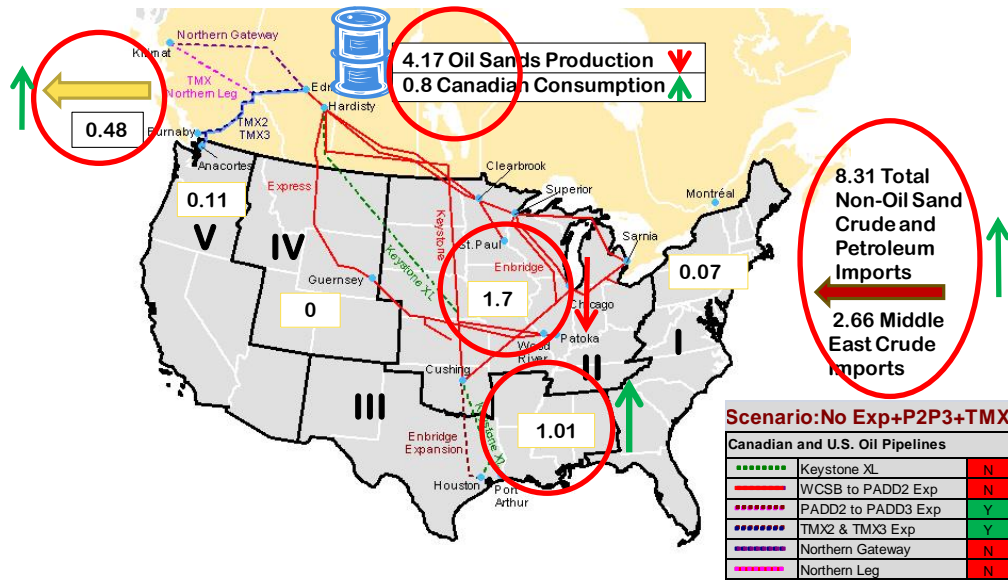 Northern Gateway
Kitimat
TMX
Northern Leg
Edm
Hardisty
4.17 Oil Sands Production
0.8 Canadian Consumption
0.48
Burnaby
TMX2
TMX3
Anacortes
Clearbrook
Superior
Montréal
8.31 Total
Non-Oil Sand
Crude and
Petroleum
Imports
2.66 Middle
East Crude
Imports
0.11
V
IV
Express
Keystone
St.Paul
Sarnia
Enbridge
Keystone XL
0.07
Guernsey
0
1.7
Chicago
Wood
River
Patoka
II
I
Cushing
III
1.01
Enbridge
Expansion
Keystone XL
Houston
Port
Arthur
Scenario:No Exp+P2P3+TMX
Canadian and U.S. Oil Pipelines
Keystone XL N
WCSB to PADD2 Exp N
PADD2 to PADD3 Exp Y
TMX2 & TMX3 Exp Y
Northern Gateway N
Northern Leg N